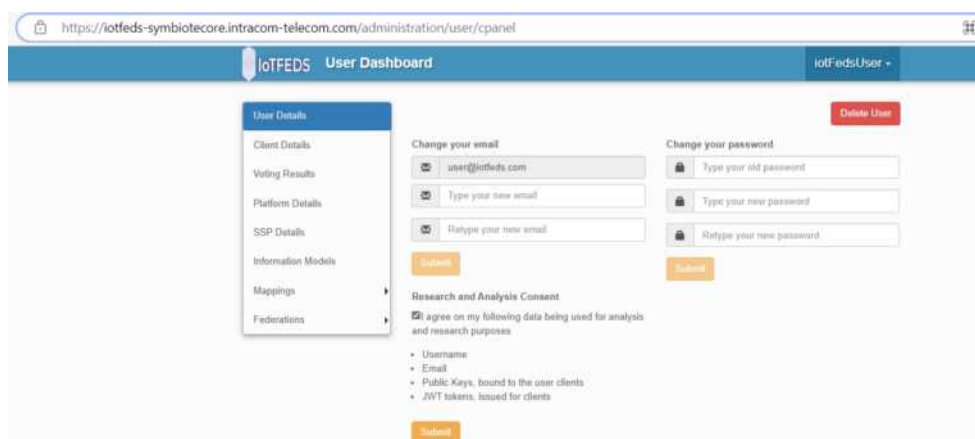 https://iotfeds-symbiotecore.intracom-telecom.com/administration/user/cpanel
IoTFEDS User Dashboard
iotFedsUser
User Details
Delete User
Client Details
Voting Results
Platform Details
SSP Details
Information Models
Mappings
Federations
Change your email
user@iotfeds.com
Type your new email
Retype your new email
Submit
Change your password
Type your old password
Type your new password
Retype your new password
Submit
Research and Analysis Consent
I agree on my following data being used for analysis
and research purposes
• Username
• Email
• Public Keys, bound to the user clients
• JWT tokens, issued for clients
Submit